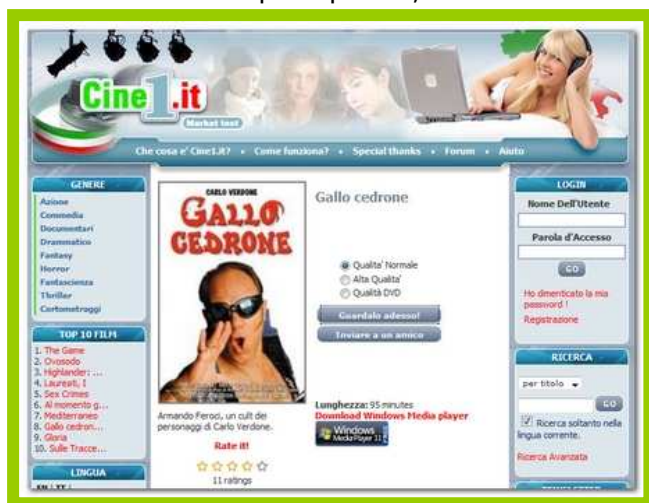 Cine1.it
Market test
Che cosa e' Cine1.it? • Come funziona? • Special thanks • Forum • Aiuto
GENERE
Azione
Commedia
Documentari
Drammatico
Fantasy
Horror
Fantascienza
Thriller
Cortometraggi
TOP 10 FILM
1. The Game
2. Ovosodo
3. Highlander: ...
4. Laureati, I
5. Sex Crimes
6. Al momento g...
7. Mediterraneo
8. Gallo cedron...
9. Gloria
10. Sulle Tracce...
LINGUA
EN | IT |
CARLO VERDONE
GALLO
CEDRONE
Armando Feroci, un cult dei
personaggi di Carlo Verdone.
Rate it!
11 ratings
Gallo cedrone
Qualita' Normale
Alta Qualita'
Qualità DVD
Guardalo adesso!
Inviare a un amico
Lunghezza: 95 minutes
Download Windows Media player
Windows
Media Player 11
LOGIN
Nome Dell'Utente
Parola d'Accesso
GO
Ho dimenticato la mia
password !
Registrazione
RICERCA
per titolo
GO
Ricerca soltanto nella
lingua corrente.
Ricerca Avanzata